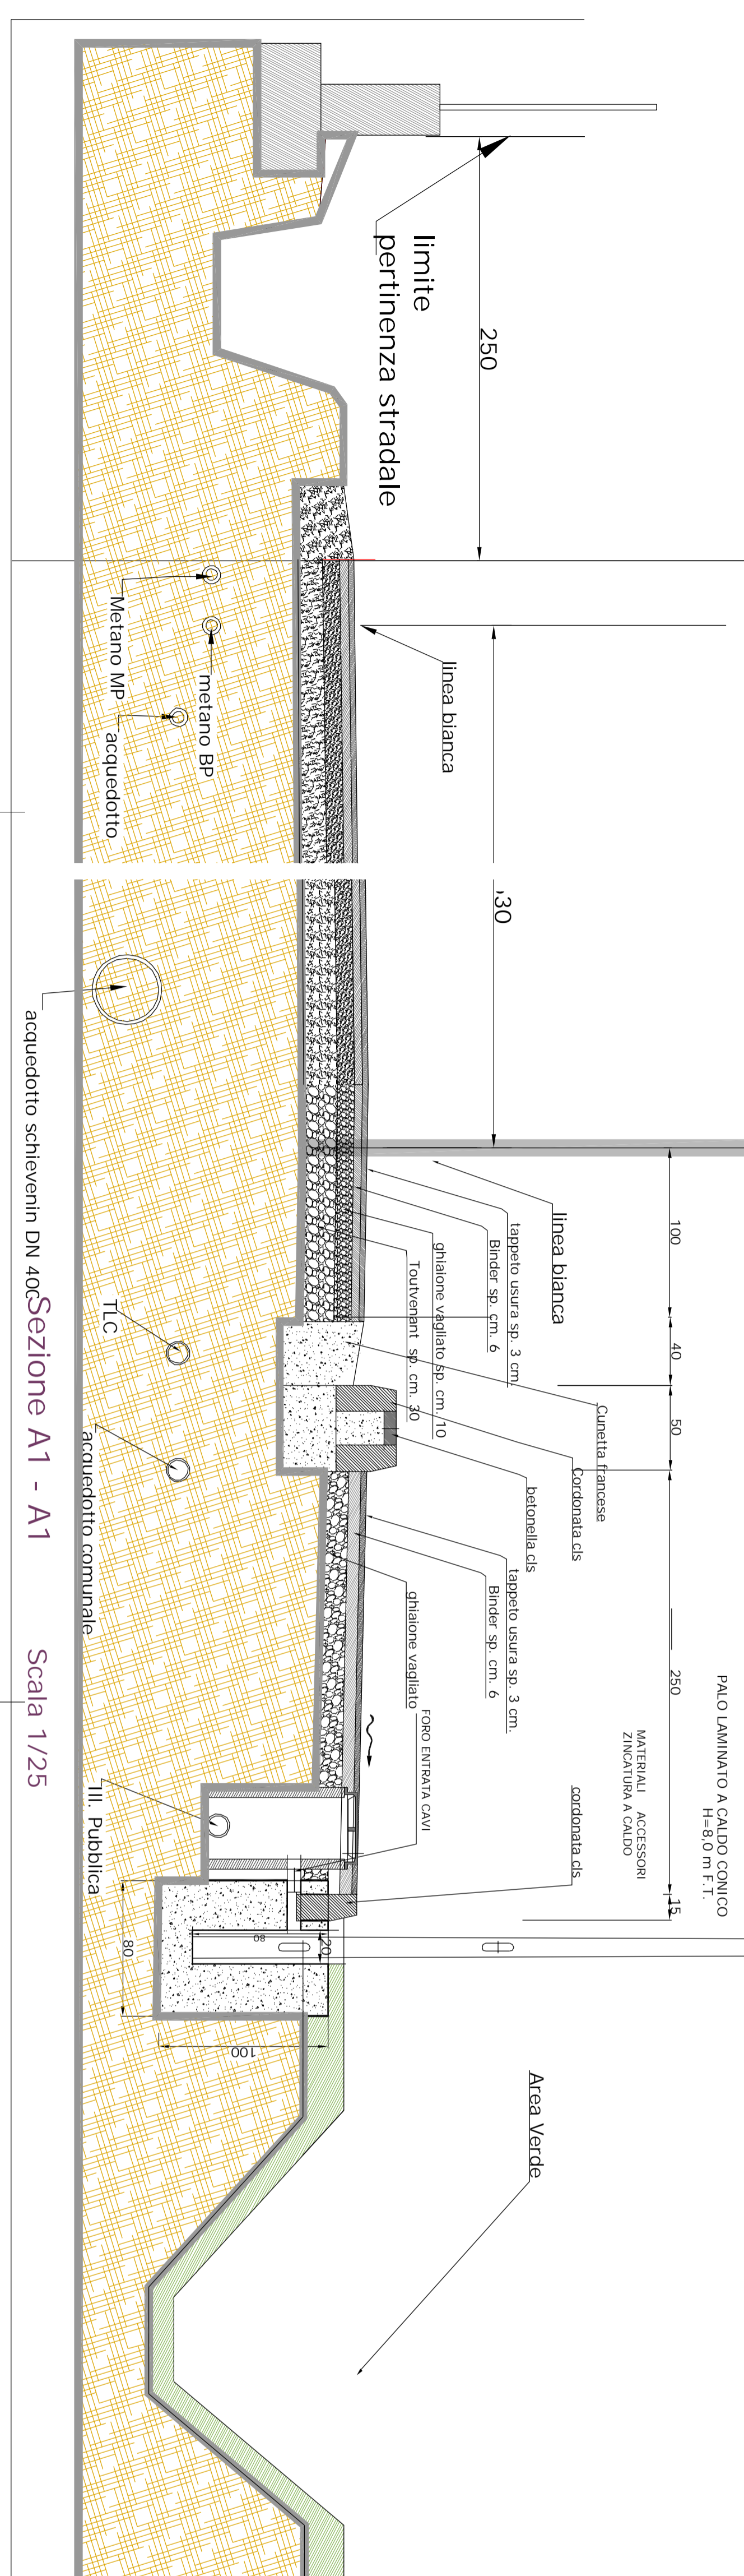 limite
pertinenza stradale
250
linea bianca
Metano MP
metano BP
acquedotto
30
acquedotto schievenin DN 400
linea bianca
100
40
50
250
15
tappeto usura sp. 3 cm.
Binder sp. cm. 6
ghiaione vagliato sp. cm. 10
Toutvenant sp. cm. 30
Cunetta francese
Cordonata cls
betonella cls
TLC
acquedotto comunale
Sezione A1 - A1
Scala 1/25
tappeto usura sp. 3 cm.
Binder sp. cm. 6
ghiaione vagliato
FORO ENTRATA CAVI
PALO LAMINATO A CALDO CONICO
H=8,0 m F.T.
MATERIALI ACCESSORI
ZINCATURA A CALDO
cordonata cls
Ill. Pubblica
80
80
20
100
Area Verde